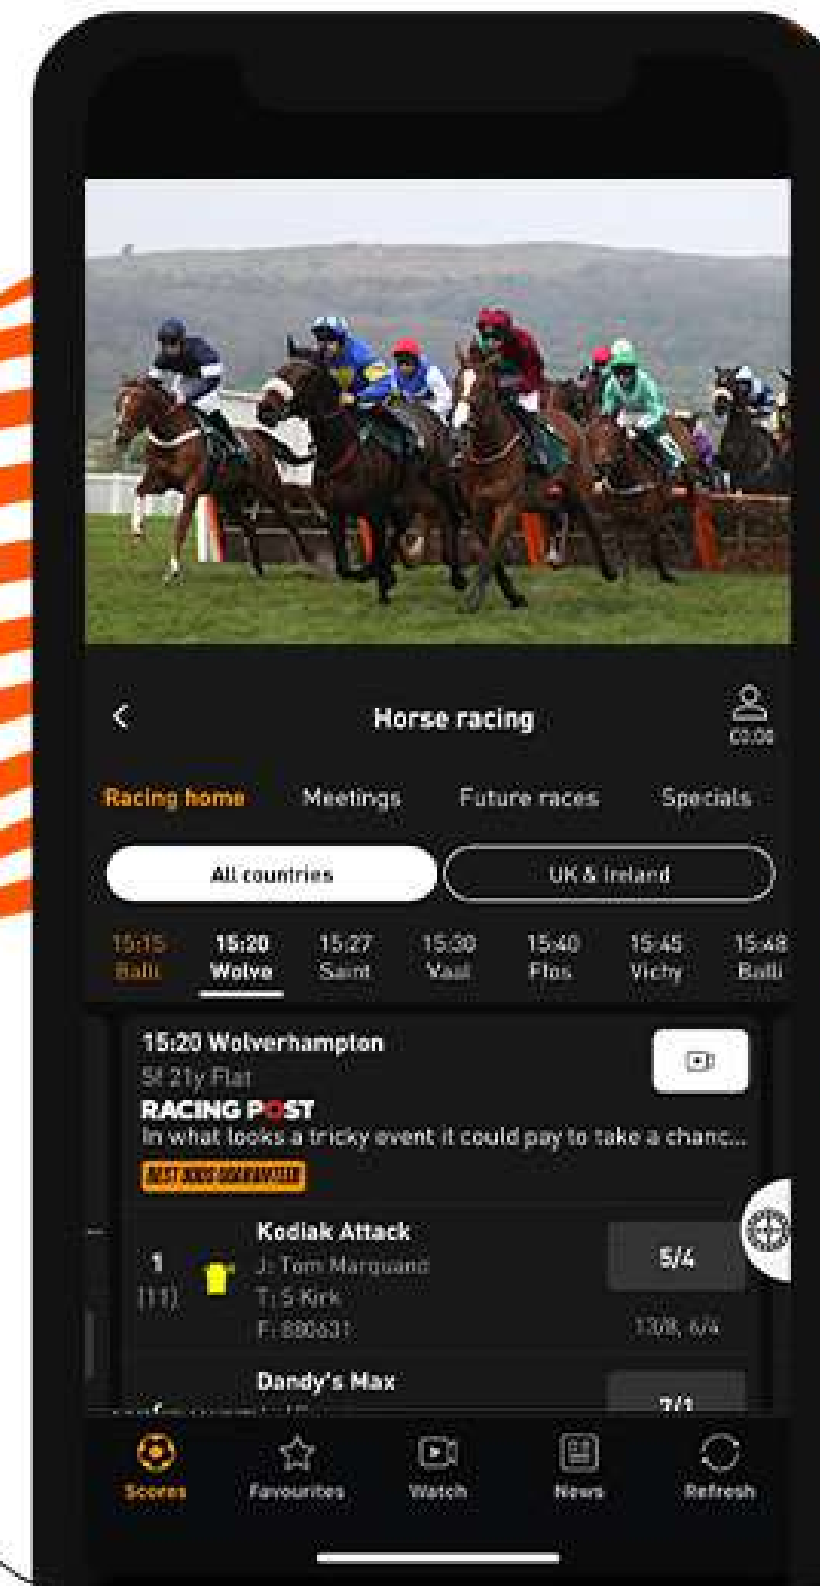 Horse racing
€0.00
Racing home Meetings Future races Specials
All countries UK & Ireland
15:15 15:20 15:27 15:30 15:40 15:45 15:48
Balli Wolve Saint Vaal Flos Vichy Balli
15:20 Wolverhampton
5f 21y Flat
RACING POST
In what looks a tricky event it could pay to take a chanc...
1
(11)
Kodiak Attack
J: Tom Marquand
T: S Kirk
F: 880631
5/4
13/8, 6/4
Dandy's Max
7/1
Scores Favourites Watch News Refresh